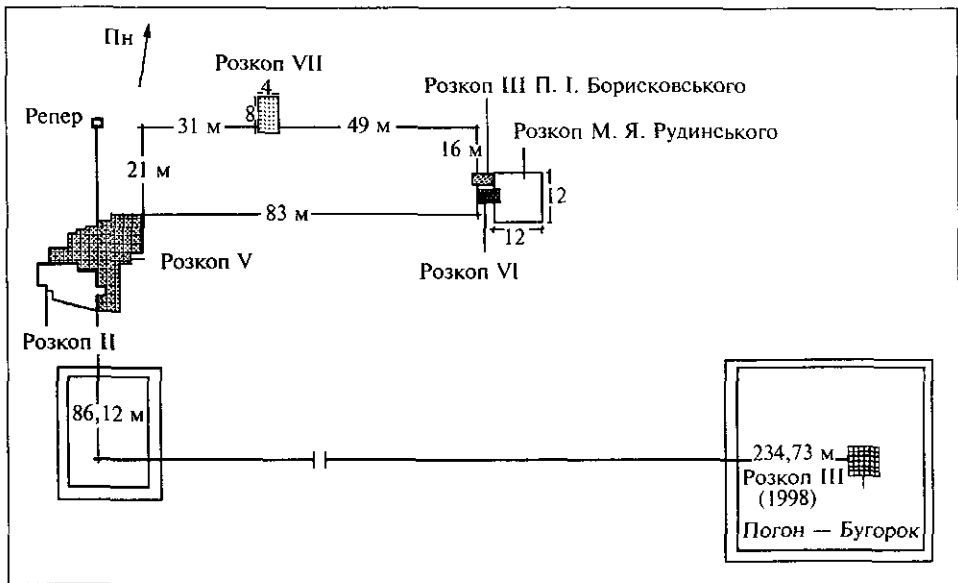 Пн
Розкоп VII
4
8
Розкоп III П. І. Борисковського
Репер
31 м
49 м
Розкоп М. Я. Рудинського
16 м
21 м
12
83 м
12
Розкоп V
Розкоп VI
Розкоп II
86,12 м
234,73 м
Розкоп III
(1998)
Погон — Бугорок